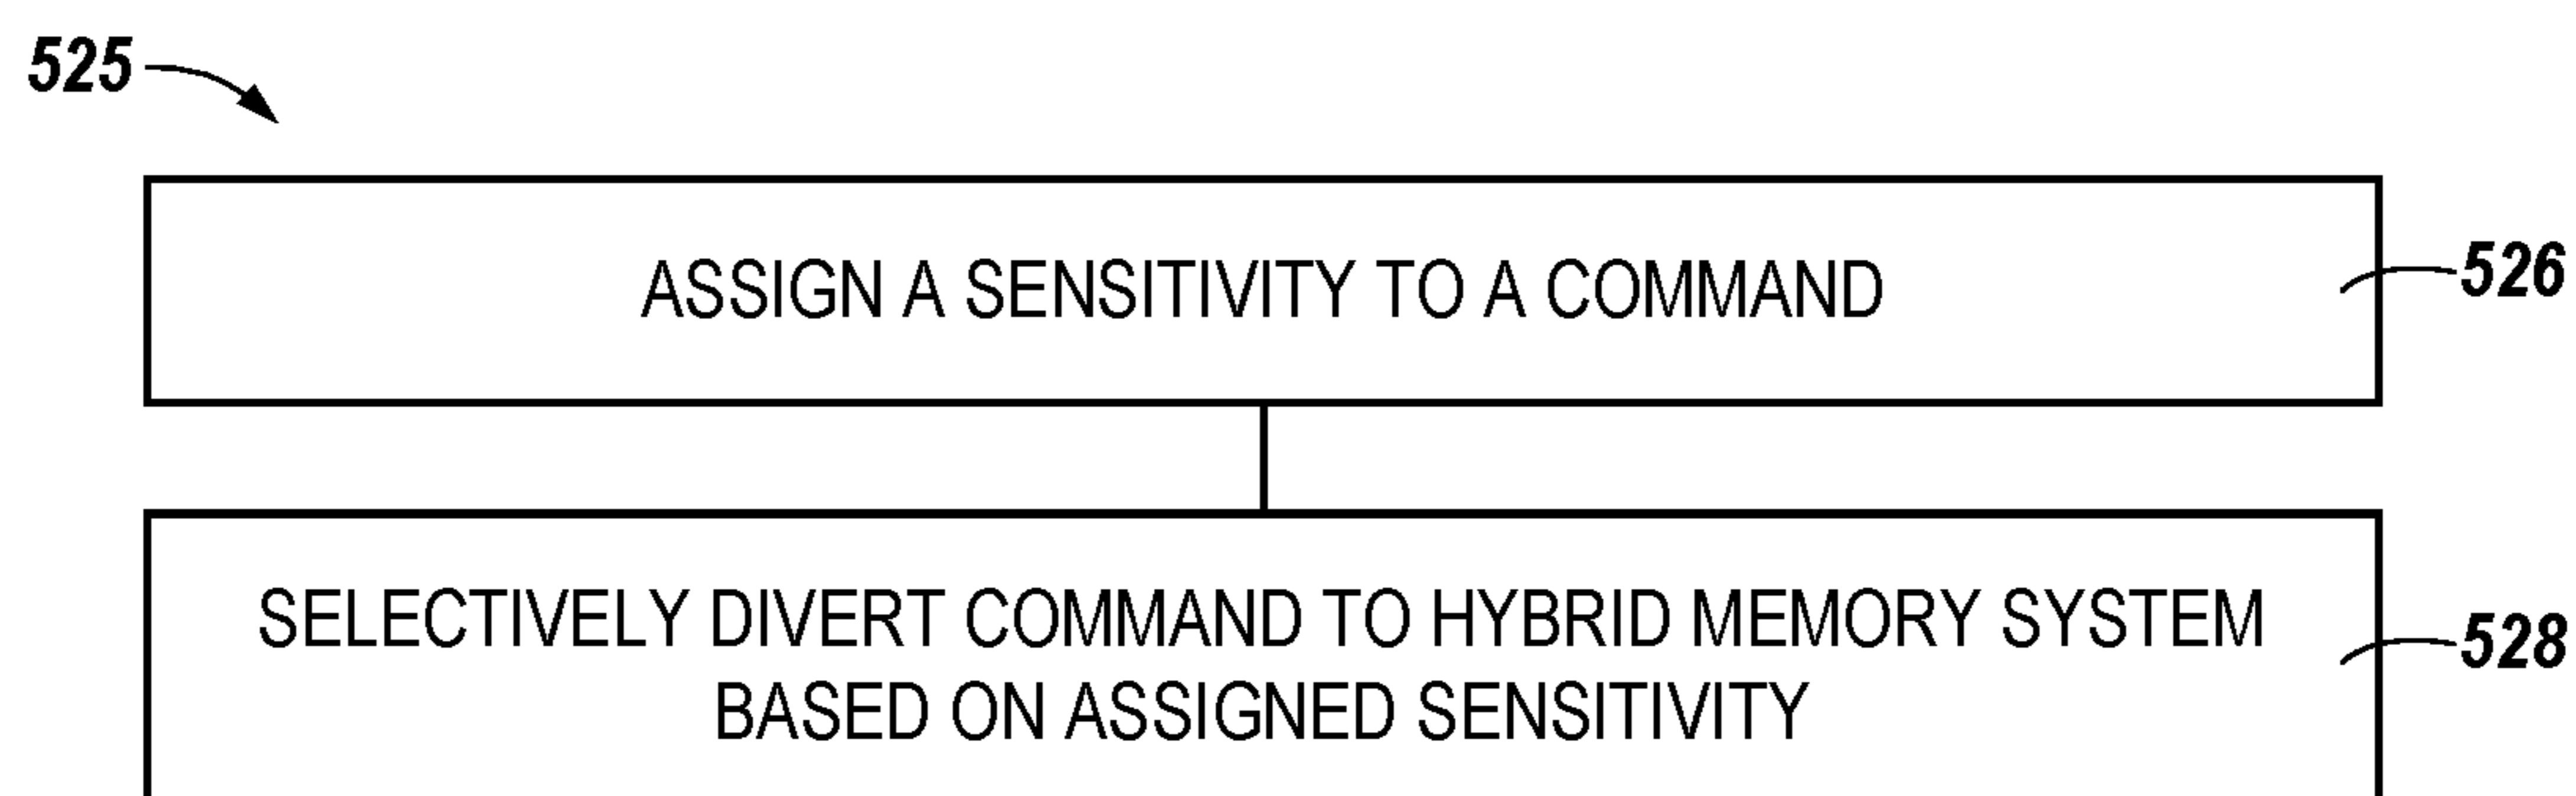 525
ASSIGN A SENSITIVITY TO A COMMAND
526
SELECTIVELY DIVERT COMMAND TO HYBRID MEMORY SYSTEM
BASED ON ASSIGNED SENSITIVITY
528